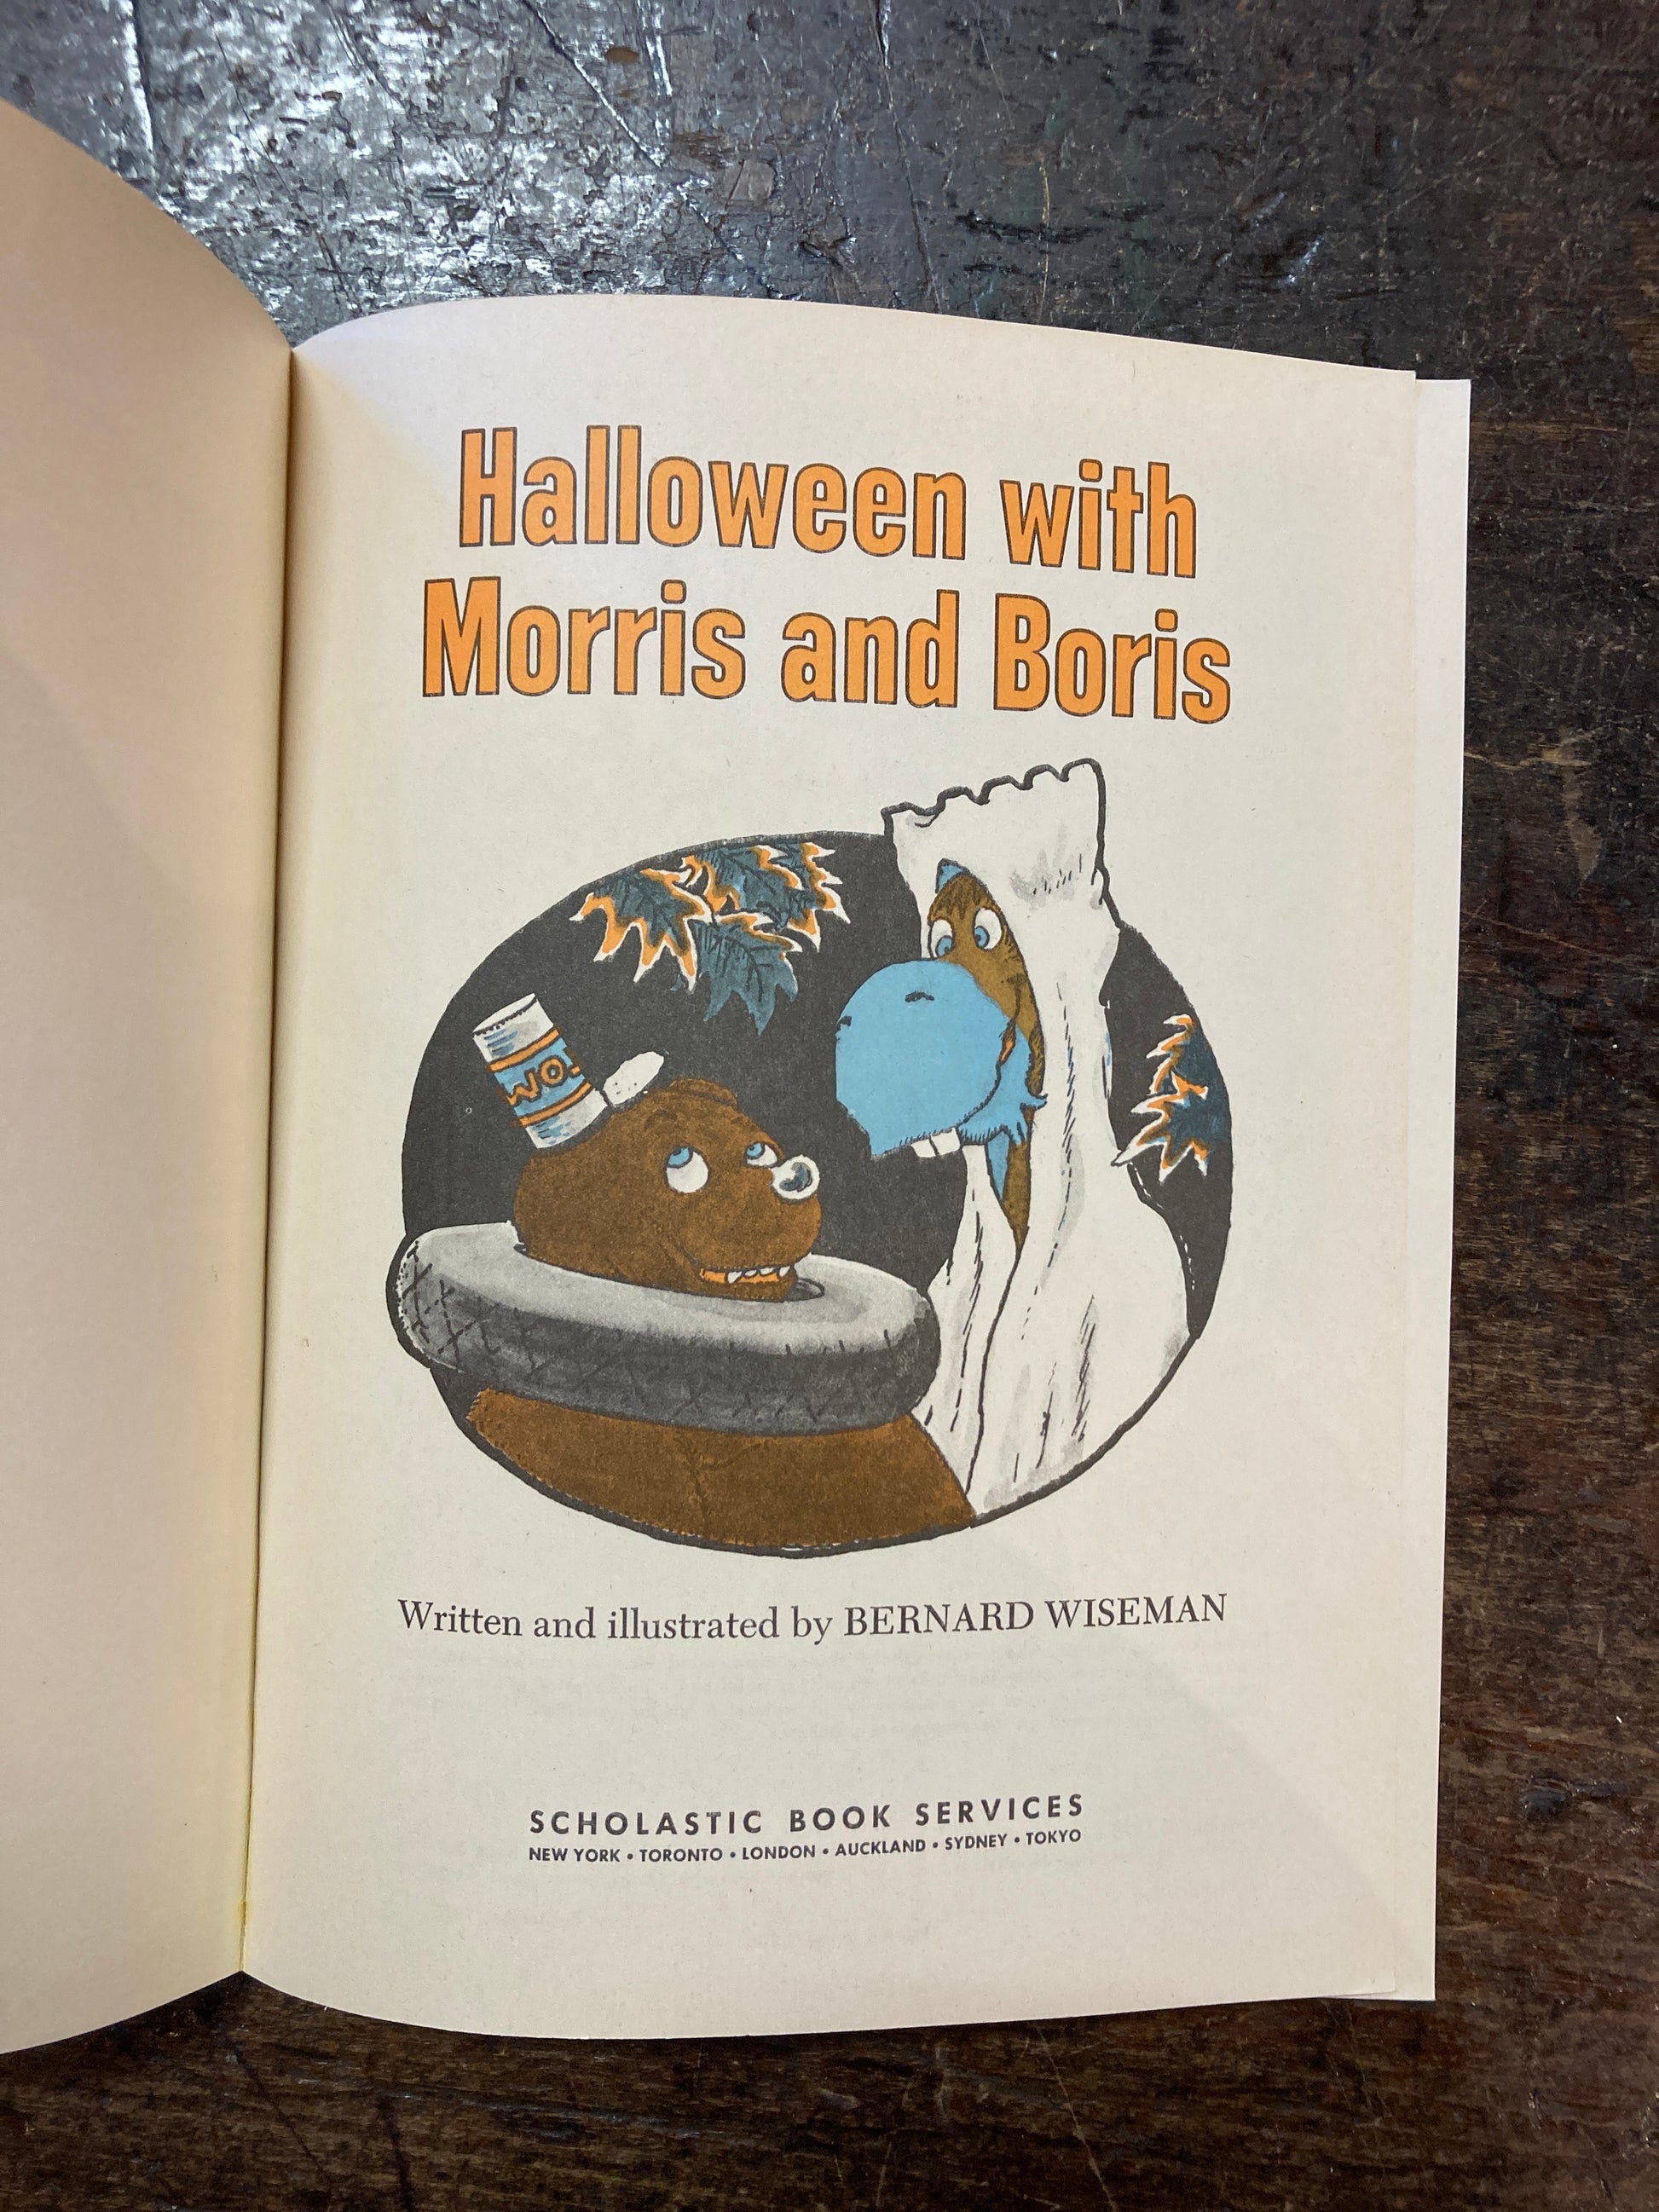 Halloween with
Morris and Boris
WO
Written and illustrated by BERNARD WISEMAN
SCHOLASTIC BOOK SERVICES
NEW YORK • TORONTO • LONDON • AUCKLAND • SYDNEY • TOKYO